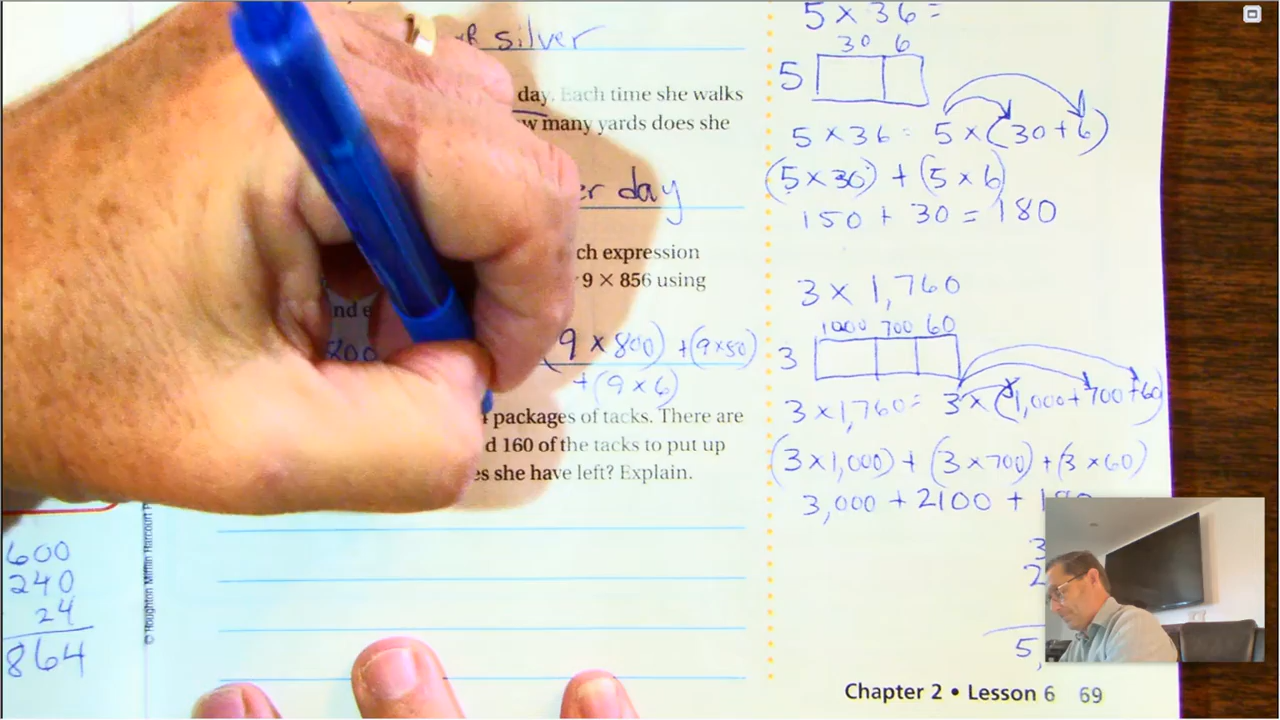 silver
day. Each time she walks
many yards does she
day
expression
9 × 856 using
(9 × 800) + (9×50)
+ (9 × 6)
packages of tacks. There are
160 of the tacks to put up
she have left? Explain.
600
240
24
864
© Houghton Mifflin Harcourt
5 × 36 =
30 6
5
5 × 36 = 5 × (30 + 6)
(5 × 30) + (5 × 6)
150 + 30 = 180
3 × 1,760
1000 700 60
3
3 × 1,760 = 3 × (1,000 + 700 + 60)
(3 × 1,000) + (3 × 700) + (3 × 60)
3,000 + 2100 +
Chapter 2 • Lesson 6 69